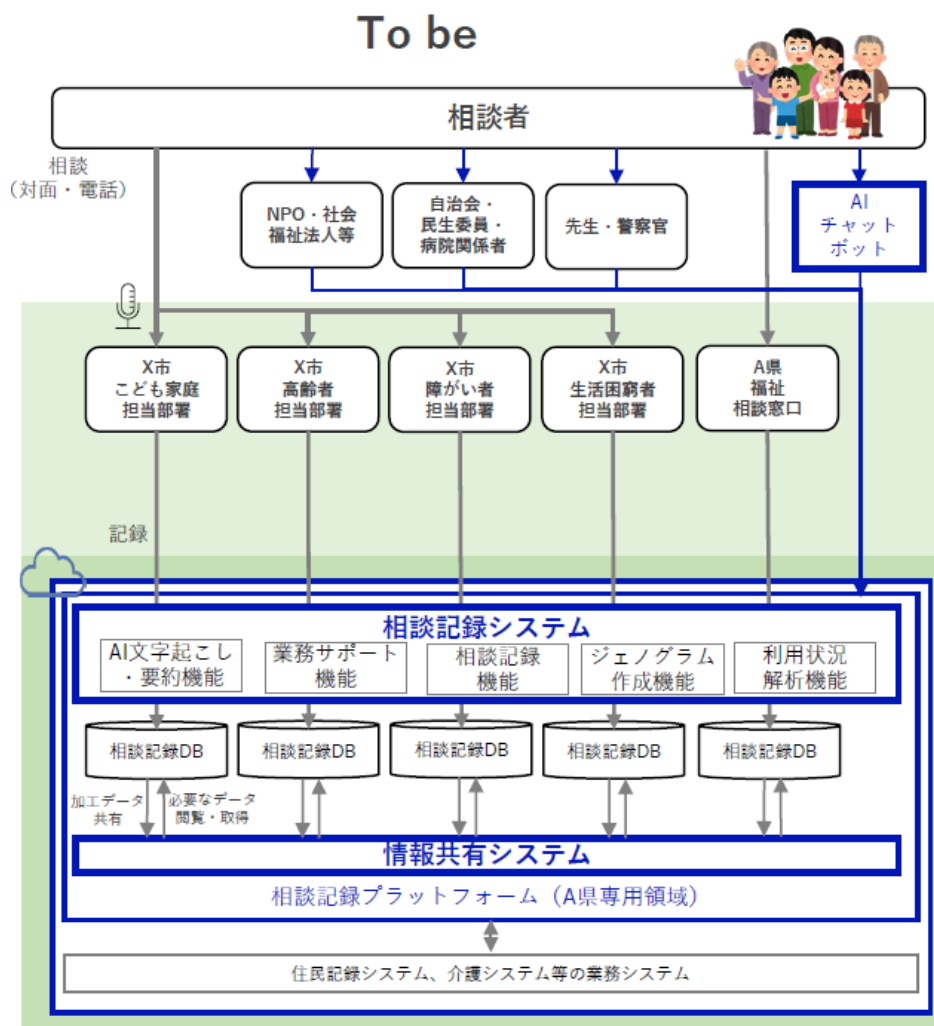 To be
相談者
相談
（対面・電話）
NPO・社会
福祉法人等
自治会・
民生委員・
病院関係者
先生・警察官
AI
チャット
ボット
X市
こども家庭
担当部署
X市
高齢者
担当部署
X市
障がい者
担当部署
X市
生活困窮者
担当部署
A県
福祉
相談窓口
記録
相談記録システム
AI文字起こし
・要約機能
業務サポート
機能
相談記録
機能
ジェノグラム
作成機能
利用状況
解析機能
相談記録DB
相談記録DB
相談記録DB
相談記録DB
相談記録DB
加工データ
共有
必要なデータ
閲覧・取得
情報共有システム
相談記録プラットフォーム（A県専用領域）
住民記録システム、介護システム等の業務システム